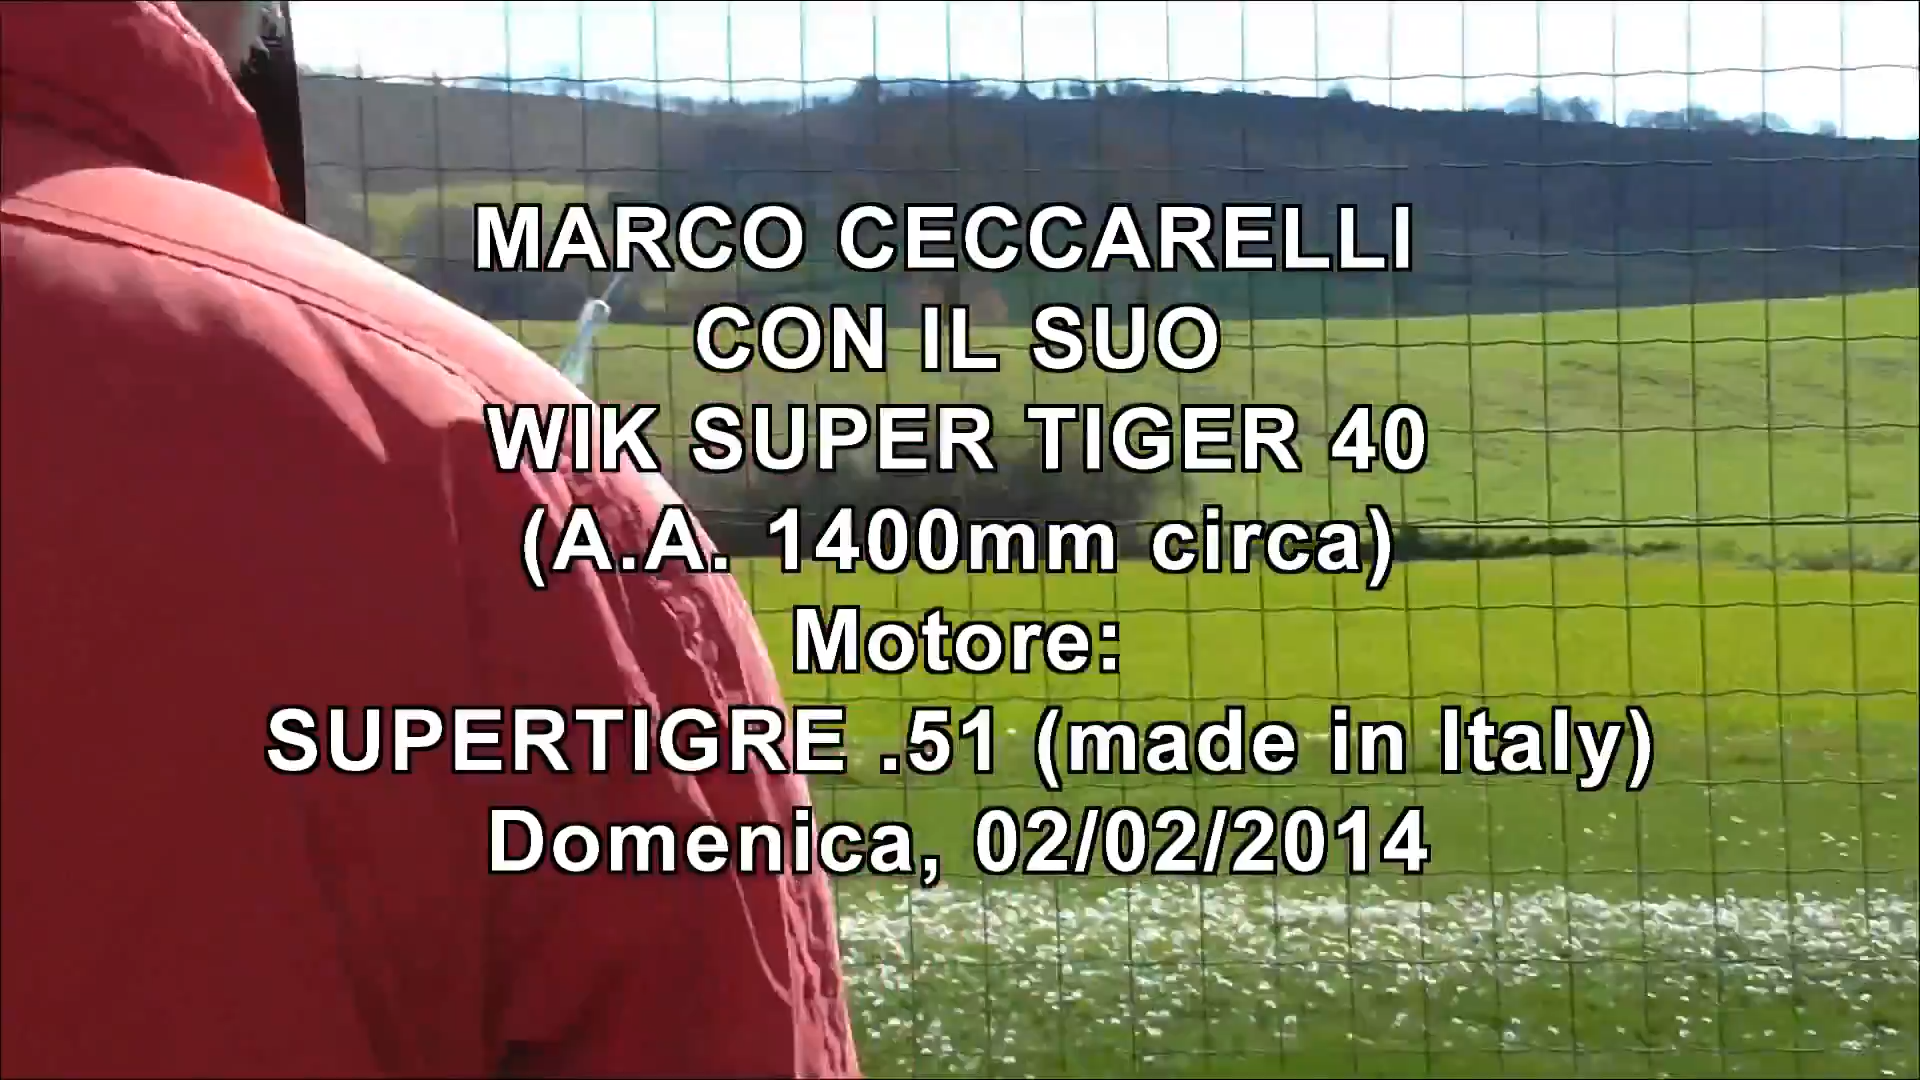 MARCO CECCARELLI
CON IL SUO
WIK SUPER TIGER 40
(A.A. 1400mm circa)
Motore:
SUPERTIGRE .51 (made in Italy)
Domenica, 02/02/2014